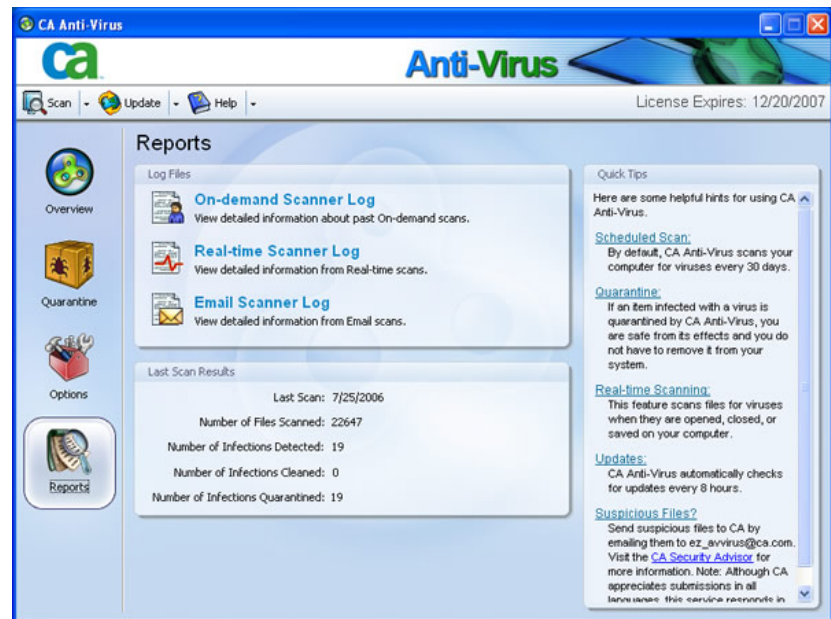 CA Anti-Virus
ca
Anti-Virus
Scan
Update
Help
License Expires: 12/20/2007
Overview
Quarantine
Options
Reports
Reports
Log Files
On-demand Scanner Log
View detailed information about past On-demand scans.
Real-time Scanner Log
View detailed information from Real-time scans.
Email Scanner Log
View detailed information from Email scans.
Last Scan Results
Last Scan: 7/25/2006
Number of Files Scanned: 22647
Number of Infections Detected: 19
Number of Infections Cleaned: 0
Number of Infections Quarantined: 19
Quick Tips
Here are some helpful hints for using CA
Anti-Virus.
Scheduled Scan:
By default, CA Anti-Virus scans your
computer for viruses every 30 days.
Quarantine:
If an item infected with a virus is
quarantined by CA Anti-Virus, you
are safe from its effects and you do
not have to remove it from your
system.
Real-time Scanning:
This feature scans files for viruses
when they are opened, closed, or
saved on your computer.
Updates:
CA Anti-Virus automatically checks
for updates every 8 hours.
Suspicious Files?
Send suspicious files to CA by
emailing them to ez_avvirus@ca.com.
Visit the CA Security Advisor for
more information. Note: Although CA
appreciates submissions in all
languages, this service responds in